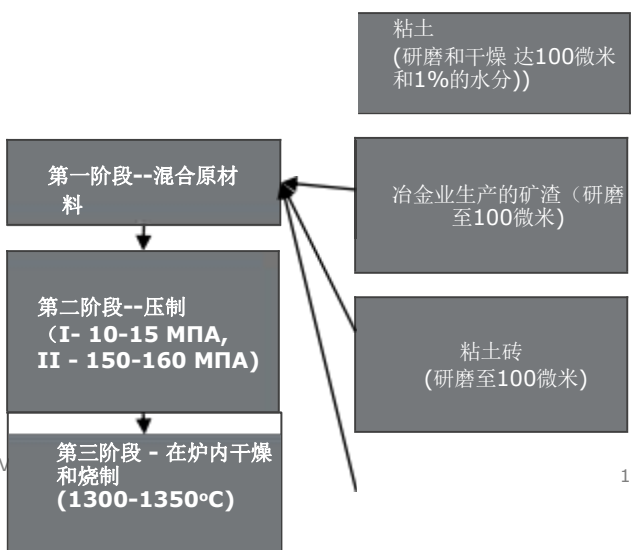 粘土
(研磨和干燥 达100微米
和1%的水分))
第一阶段--混合原材
料
冶金业生产的矿渣（研磨
至100微米)
第二阶段--压制
（I- 10-15 МПА,
II - 150-160 МПА)
粘土砖
(研磨至100微米)
第三阶段 - 在炉内干燥
和烧制
(1300-1350ºC)
1